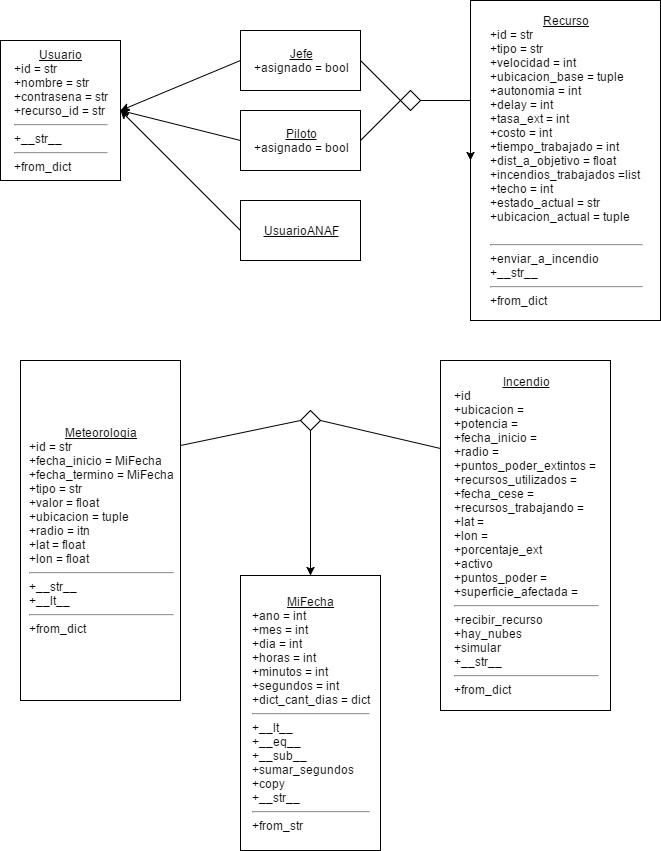 Usuario
+id = str
+nombre = str
+contrasena = str
+recurso_id = str
+__str__
+from_dict
Jefe
+asignado = bool
Piloto
+asignado = bool
UsuarioANAF
Recurso
+id = str
+tipo = str
+velocidad = int
+ubicacion_base = tuple
+autonomia = int
+delay = int
+tasa_ext = int
+costo = int
+tiempo_trabajado = int
+dist_a_objetivo = float
+incendios_trabajados =list
+techo = int
+estado_actual = str
+ubicacion_actual = tuple
+enviar_a_incendio
+__str__
+from_dict
Meteorologia
+id = str
+fecha_inicio = MiFecha
+fecha_termino = MiFecha
+tipo = str
+valor = float
+ubicacion = tuple
+radio = itn
+lat = float
+lon = float
+__str__
+__lt__
+from_dict
MiFecha
+ano = int
+mes = int
+dia = int
+horas = int
+minutos = int
+segundos = int
+dict_cant_dias = dict
+__lt__
+__eq__
+__sub__
+sumar_segundos
+copy
+__str__
+from_str
Incendio
+id
+ubicacion =
+potencia =
+fecha_inicio =
+radio =
+puntos_poder_extintos =
+recursos_utilizados =
+fecha_cese =
+recursos_trabajando =
+lat =
+lon =
+porcentaje_ext
+activo
+puntos_poder =
+superficie_afectada =
+recibir_recurso
+hay_nubes
+simular
+__str__
+from_dict